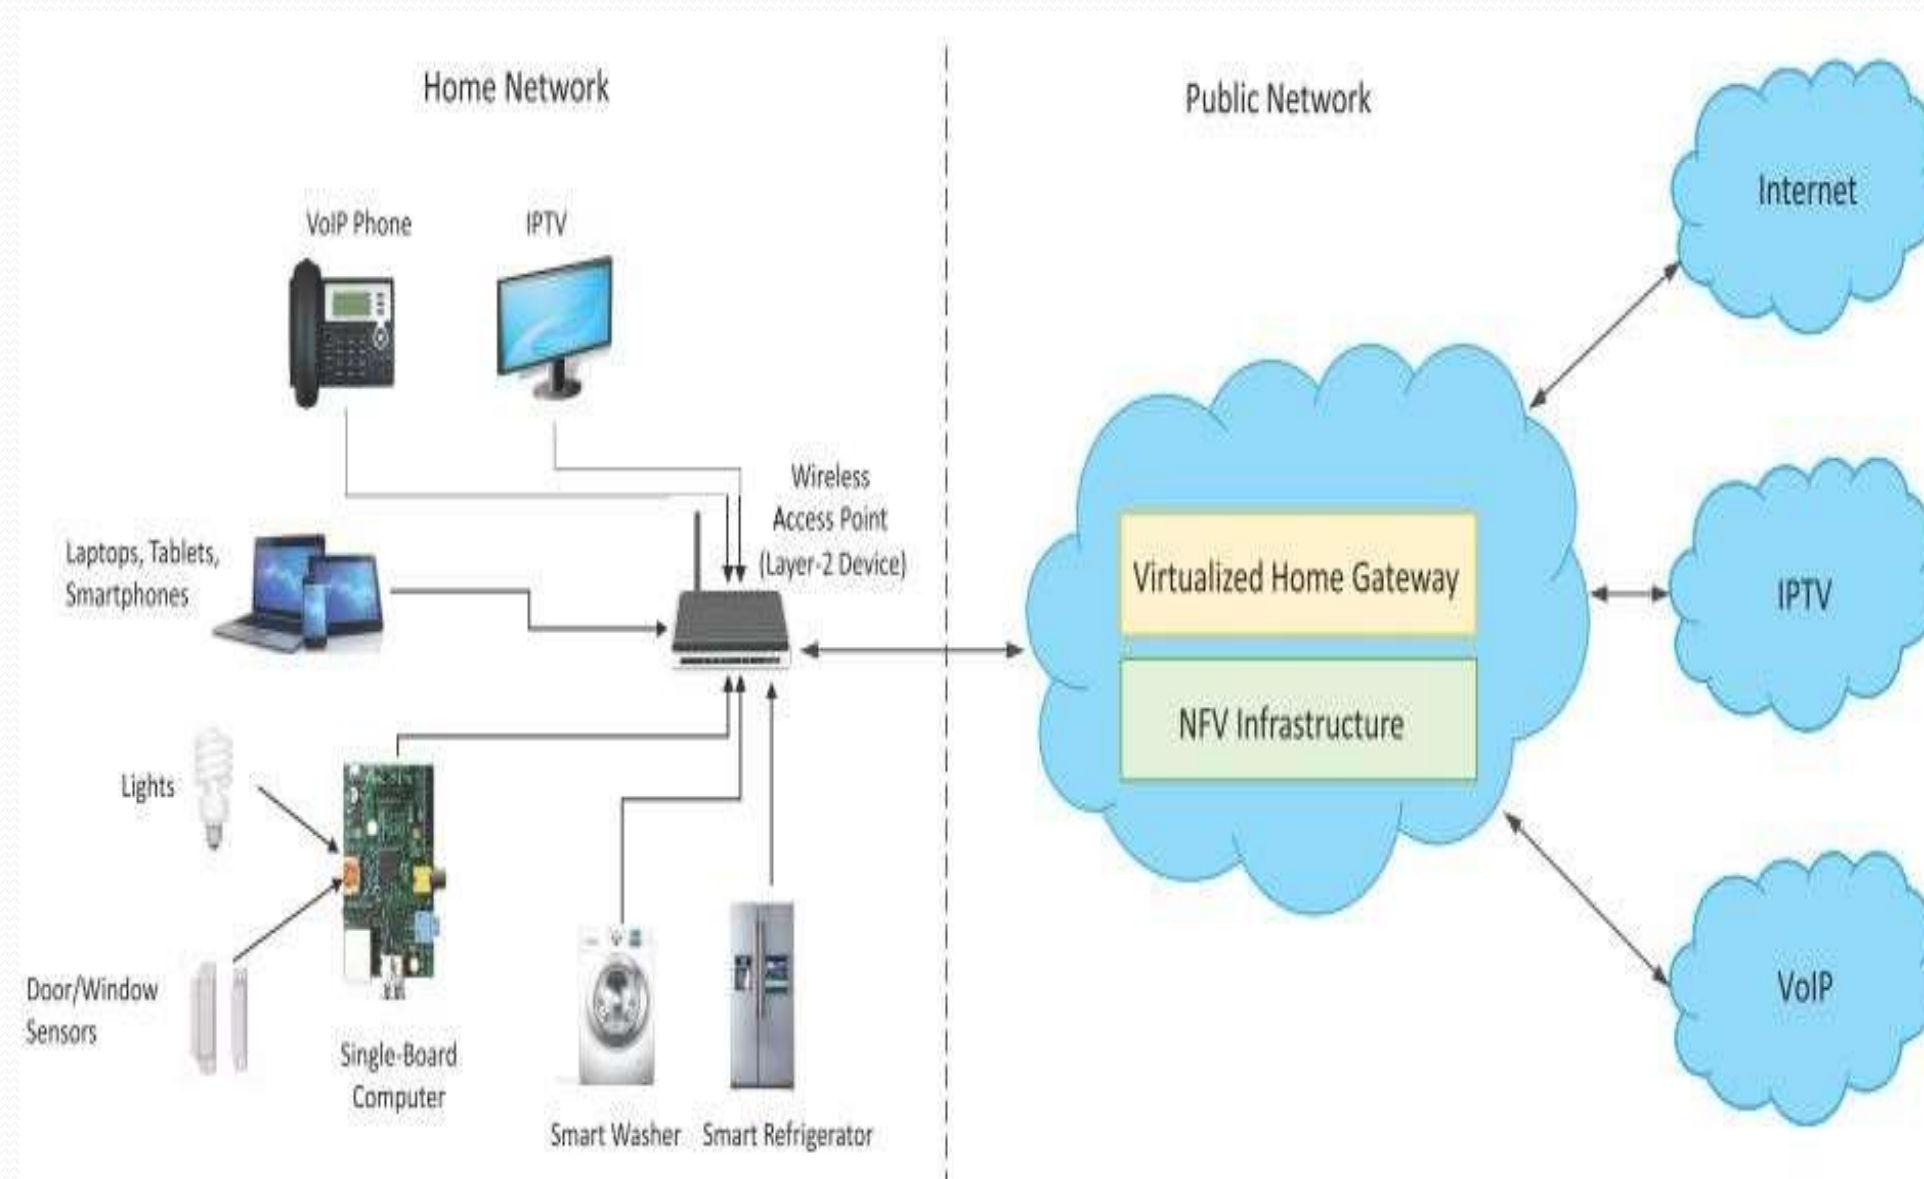 Home Network
Public Network
Internet
VoIP Phone
IPTV
Wireless
Access Point
(Layer-2 Device)
Laptops, Tablets,
Smartphones
Virtualized Home Gateway
IPTV
NFV Infrastructure
Lights
Door/Window
Sensors
Single-Board
Computer
VoIP
Smart Washer
Smart Refrigerator